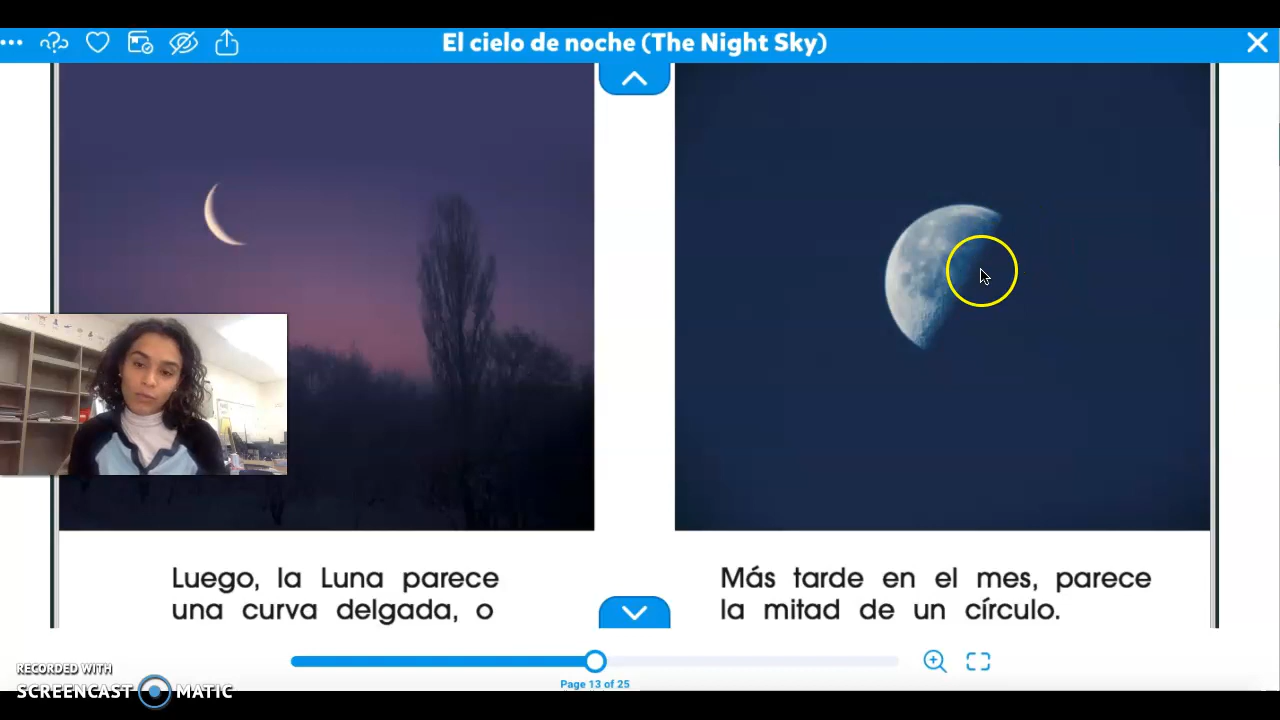 El cielo de noche (The Night Sky)
Luego, la Luna parece
una curva delgada, o
Más tarde en el mes, parece
la mitad de un círculo.
Page 13 of 25
RECORDED WITH
SCREENCAST MATIC